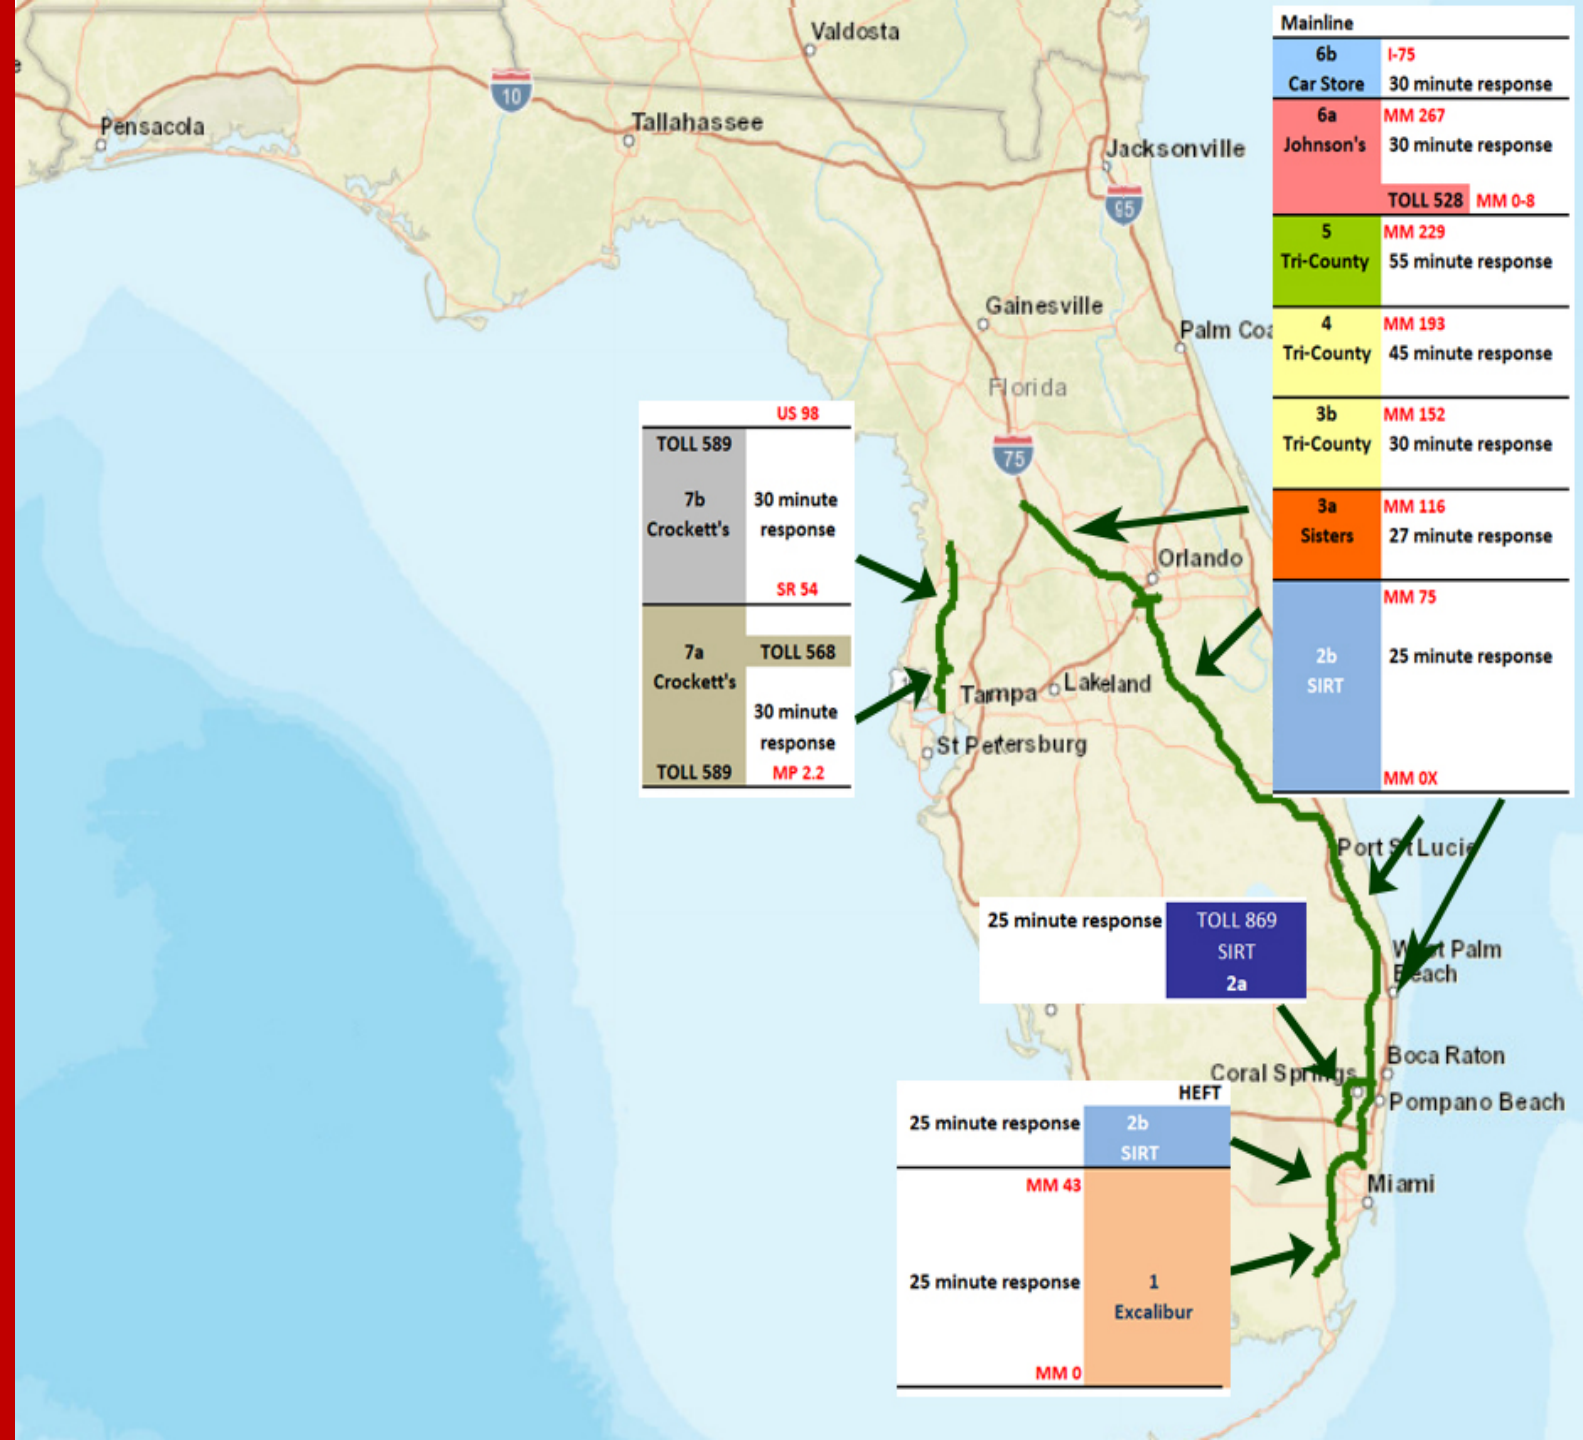 Mainline
6b
Car Store
I-75
30 minute response
6a
Johnson's
MM 267
30 minute response
TOLL 528 MM 0-8
5
Tri-County
MM 229
55 minute response
4
Tri-County
MM 193
45 minute response
3b
Tri-County
MM 152
30 minute response
3a
Sisters
MM 116
27 minute response
MM 75
2b
SIRT
25 minute response
MM 0X
Valdosta
10
Pensacola
Tallahassee
Jacksonville
95
Gainesville
Palm Coa
Florida
75
Orlando
Tampa
Lakeland
St Petersburg
Port St Lucie
West Palm
Beach
Boca Raton
Coral Springs
Pompano Beach
Miami
US 98
TOLL 589
7b
Crockett's
30 minute
response
SR 54
7a
Crockett's
TOLL 568
30 minute
response
TOLL 589
MP 2.2
25 minute response
TOLL 869
SIRT
2a
HEFT
25 minute response
2b
SIRT
MM 43
25 minute response
1
Excalibur
MM 0